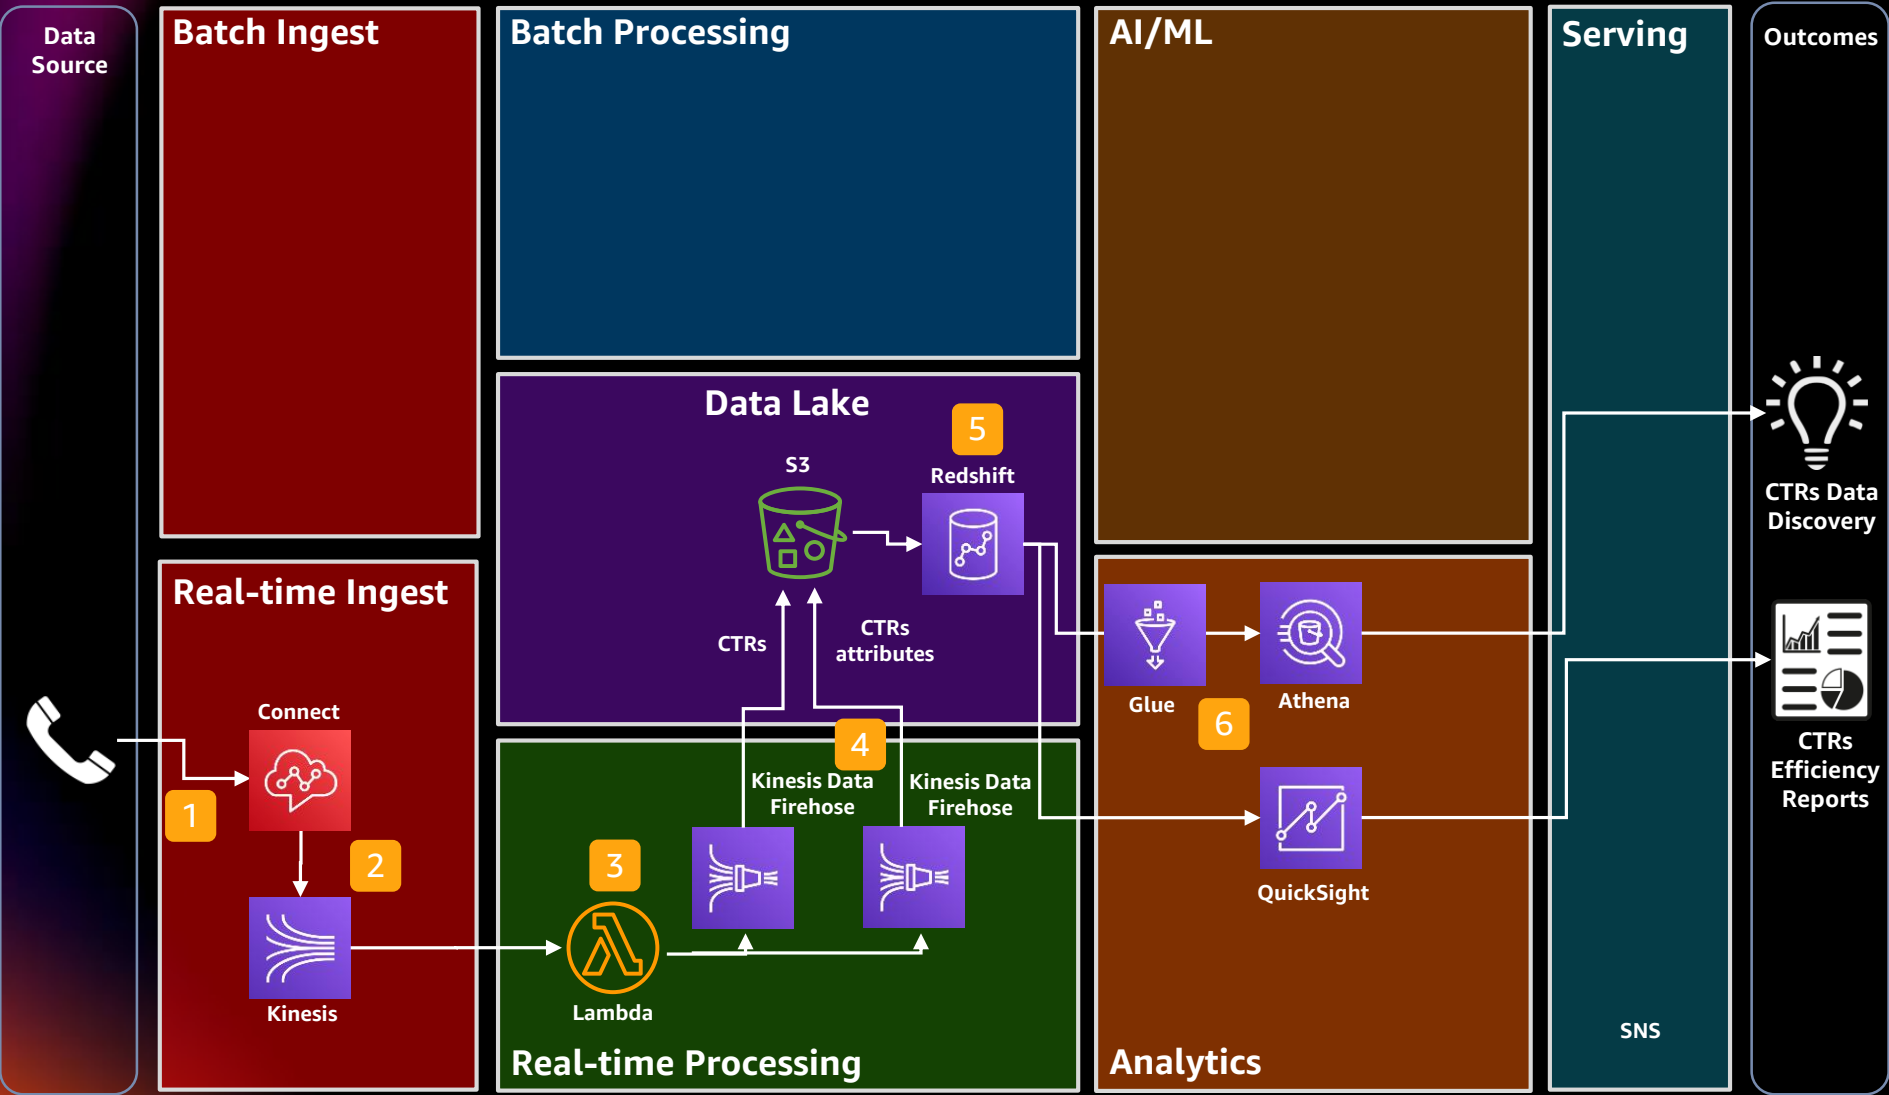 Data
Source
Batch Ingest
Batch Processing
AI/ML
Serving
Outcomes
Data Lake
5
S3
Redshift
CTRs
CTRs
attributes
CTRs Data
Discovery
Real-time Ingest
Connect
1
2
Kinesis
4
Kinesis Data
Firehose
Kinesis Data
Firehose
3
Lambda
Real-time Processing
Glue
Athena
6
QuickSight
Analytics
SNS
CTRs
Efficiency
Reports